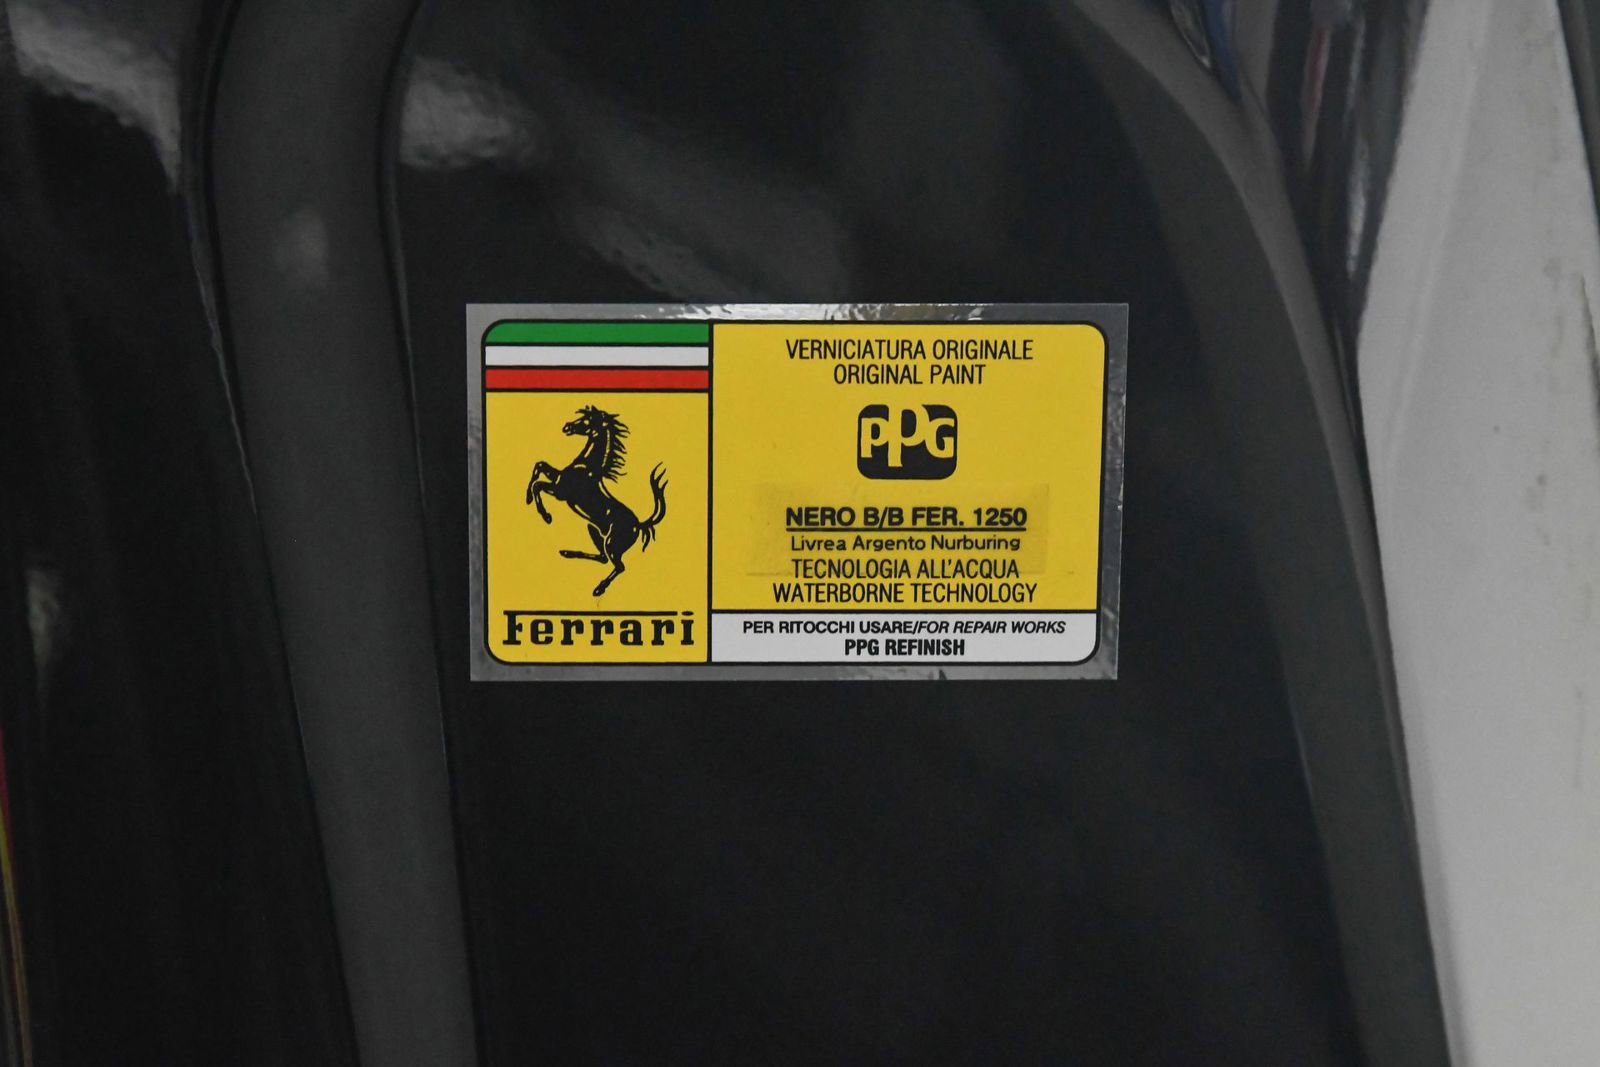 VERNICIATURA ORIGINALE
ORIGINAL PAINT
PPG
NERO B/B FER. 1250
Livrea Argento Nurburing
TECNOLOGIA ALL'ACQUA
WATERBORNE TECHNOLOGY
Ferrari
PER RITOCCHI USARE/FOR REPAIR WORKS
PPG REFINISH